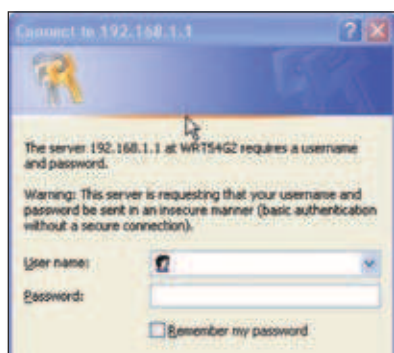 Connect to 192.168.1.1
The server 192.168.1.1 at WRT54G2 requires a username
and password.
Warning: This server is requesting that your username and
password be sent in an insecure manner (basic authentication
without a secure connection).
User name:
Password:
Remember my password